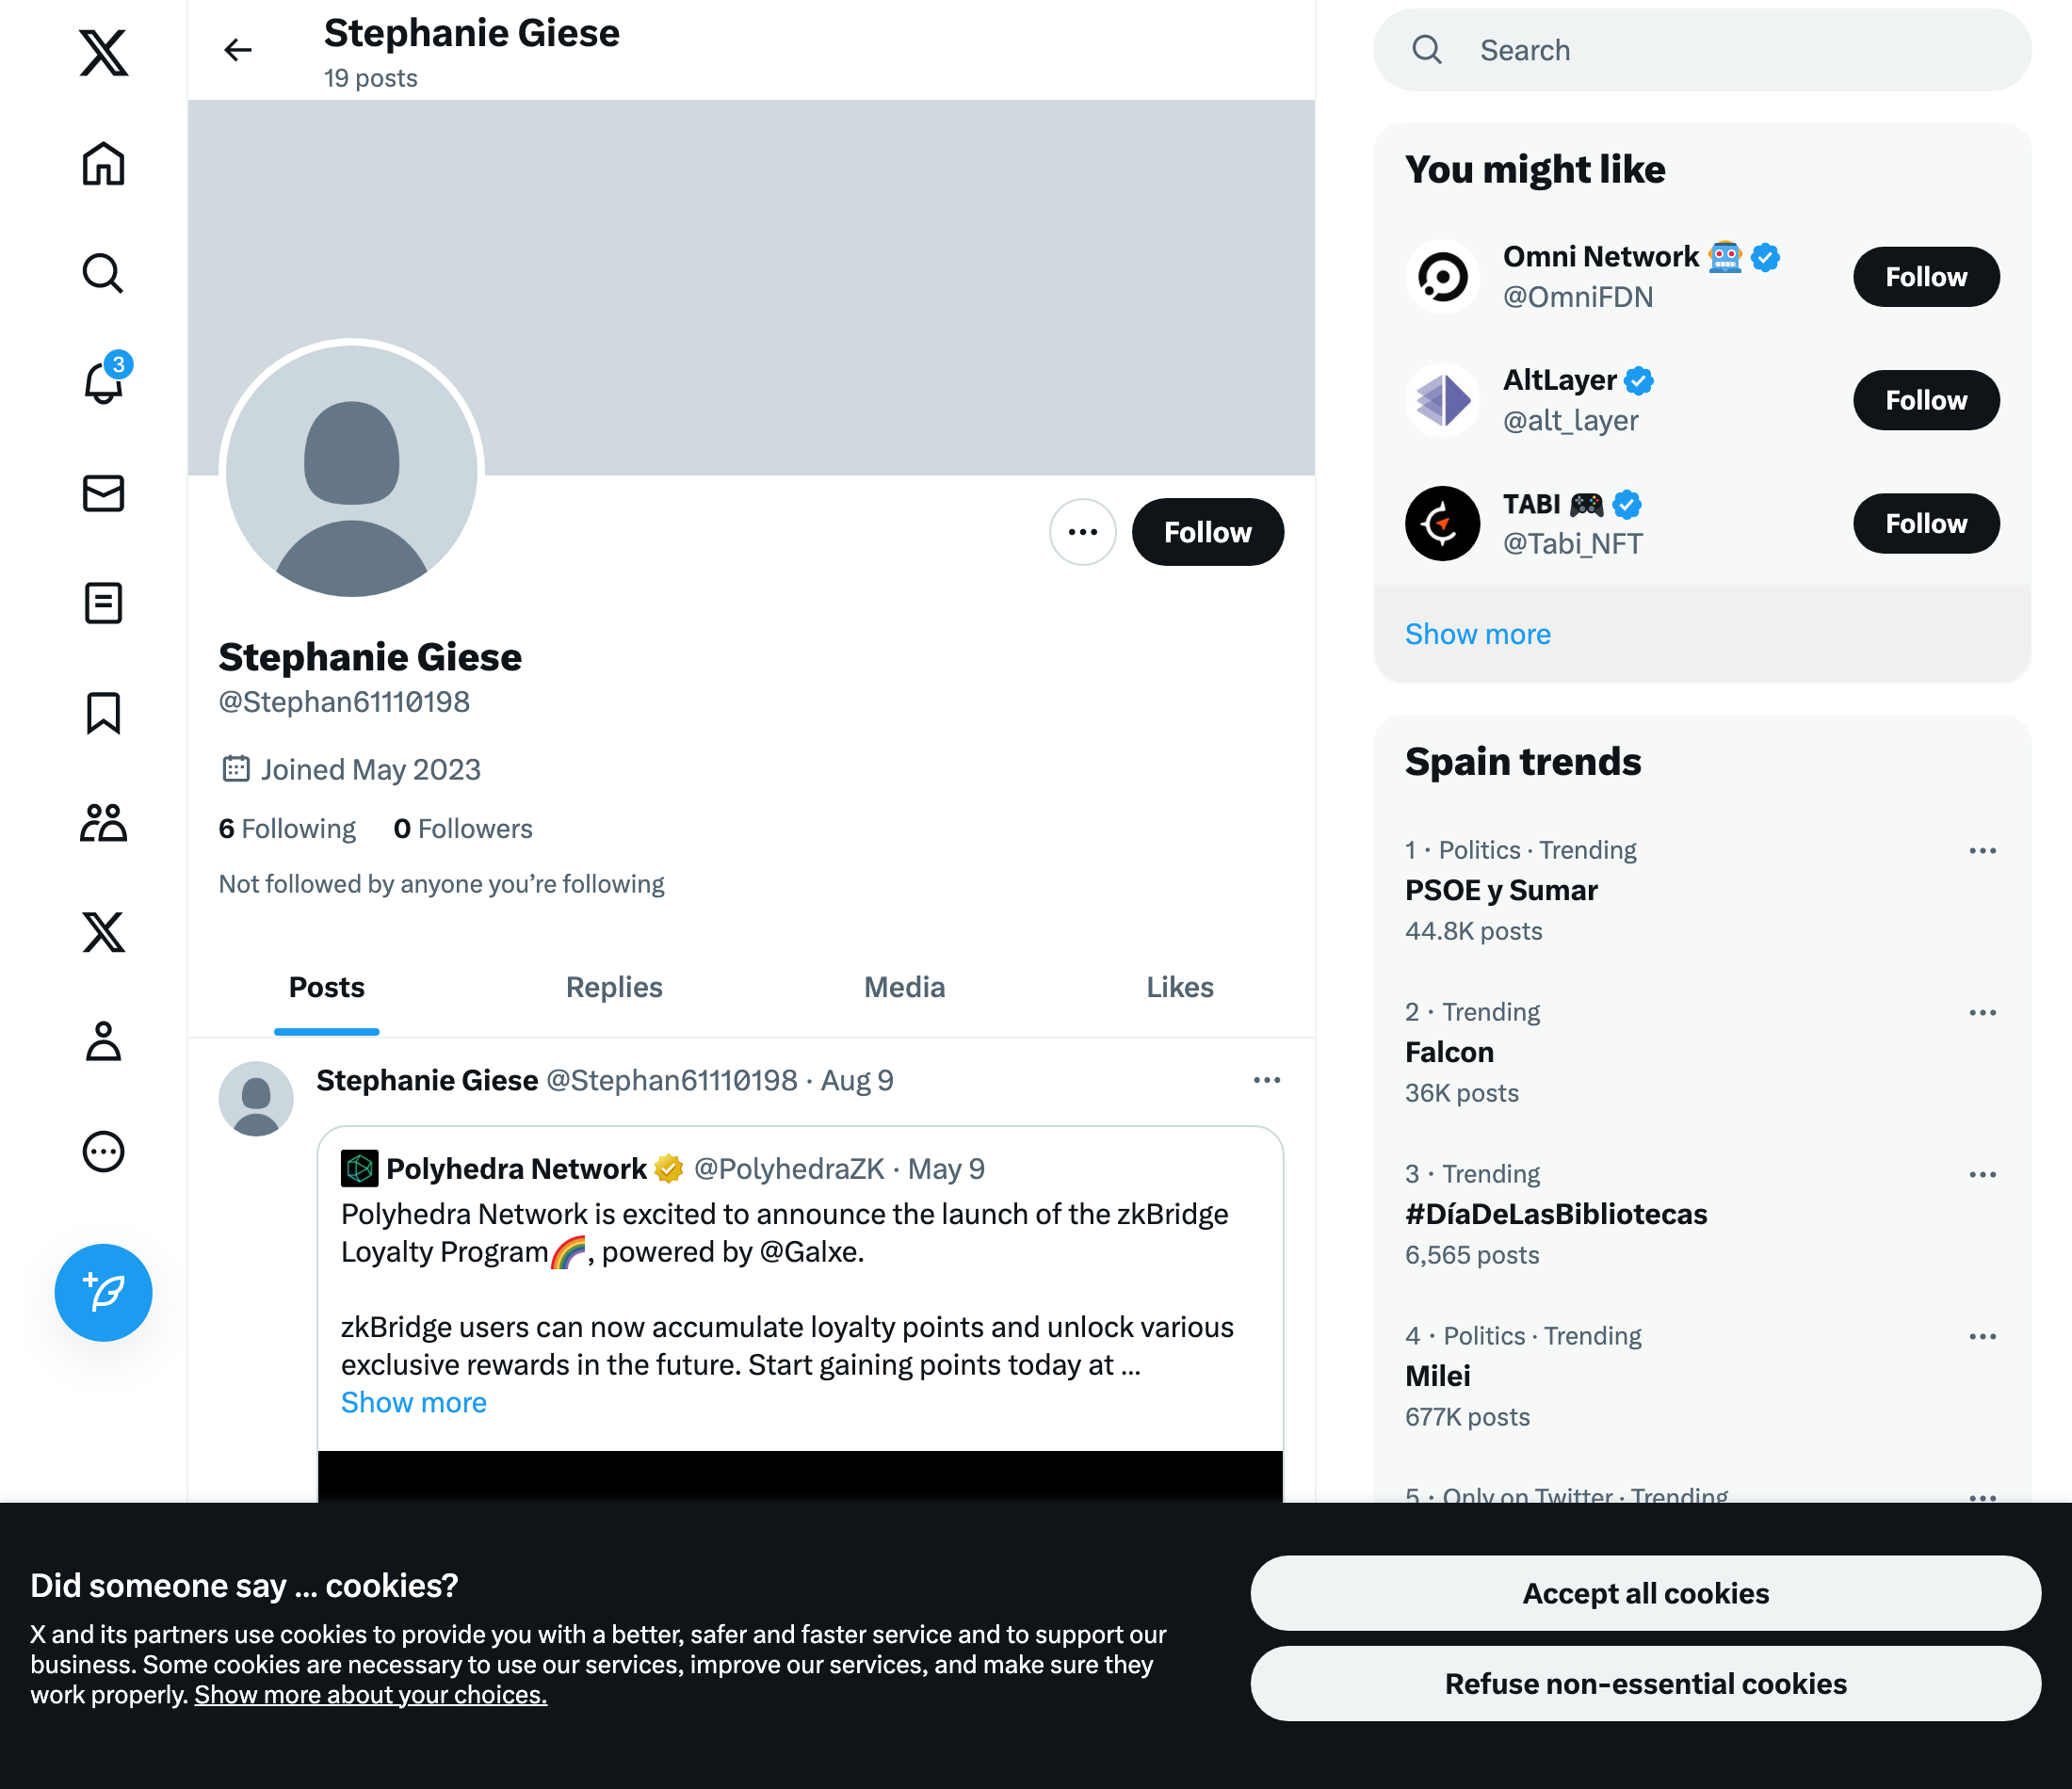 Stephanie Giese
19 posts
3
Follow
Stephanie Giese
@Stephan61110198
Joined May 2023
6 Following 0 Followers
Not followed by anyone you’re following
Posts Replies Media Likes
Stephanie Giese @Stephan61110198 · Aug 9
Polyhedra Network @PolyhedraZK · May 9
Polyhedra Network is excited to announce the launch of the zkBridge
Loyalty Program🌈, powered by @Galxe.
zkBridge users can now accumulate loyalty points and unlock various
exclusive rewards in the future. Start gaining points today at ...
Show more
Search
You might like
Omni Network 🤖
@OmniFDN
Follow
AltLayer
@alt_layer
Follow
TABI 🎮
@Tabi_NFT
Follow
Show more
Spain trends
1 · Politics · Trending
PSOE y Sumar
44.8K posts
2 · Trending
Falcon
36K posts
3 · Trending
#DíaDeLasBibliotecas
6,565 posts
4 · Politics · Trending
Milei
677K posts
5 · Only on Twitter · Trending
Did someone say … cookies?
X and its partners use cookies to provide you with a better, safer and faster service and to support our
business. Some cookies are necessary to use our services, improve our services, and make sure they
work properly. Show more about your choices.
Accept all cookies
Refuse non-essential cookies